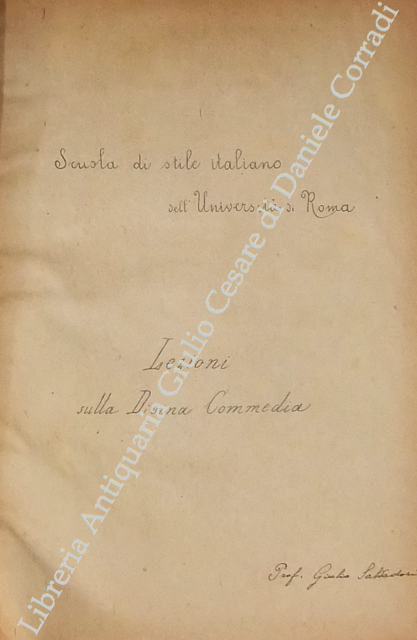 Scuola di stile italiano
dell' Università di Roma
Lezioni
sulla Divina Commedia
Prof. Giulio Salvadori
Libreria Antiquaria Giulio Cesare di Daniele Corradi